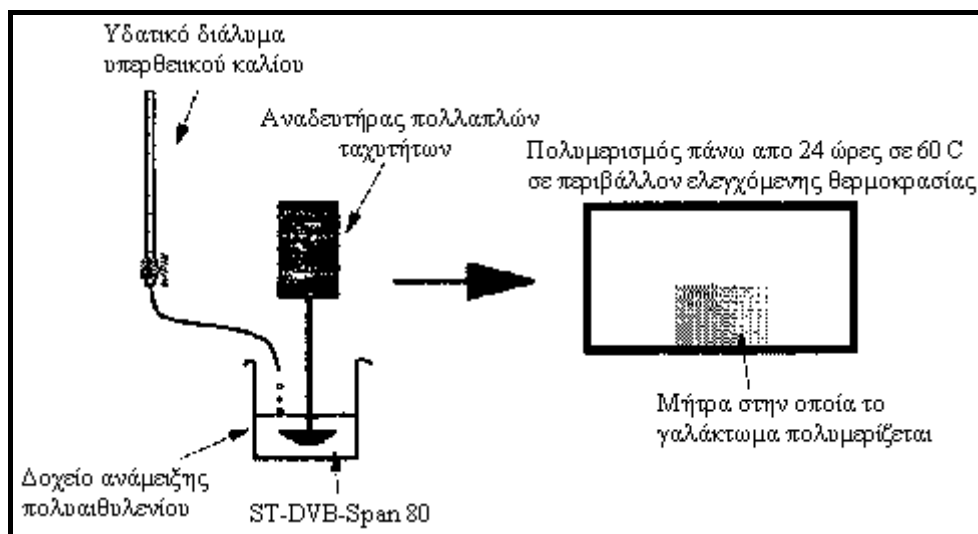 Υδατικό διάλυμα
υπερθειικού καλίου
Αναδευτήρας πολλαπλών
ταχυτήτων
Πολυμερισμός πάνω απο 24 ώρες σε 60 C
σε περιβάλλον ελεγχόμενης θερμοκρασίας
Μήτρα στην οποία το
γαλάκτωμα πολυμερίζεται
Δοχείο ανάμειξης
πολυαιθυλενίου
ST-DVB-Span 80